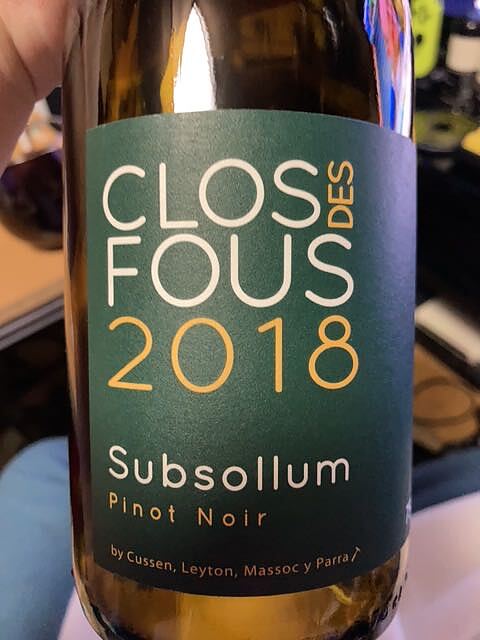 CLOS DES
FOUS
2018
Subsollum
Pinot Noir
by Cussen, Leyton, Massoc y Parra